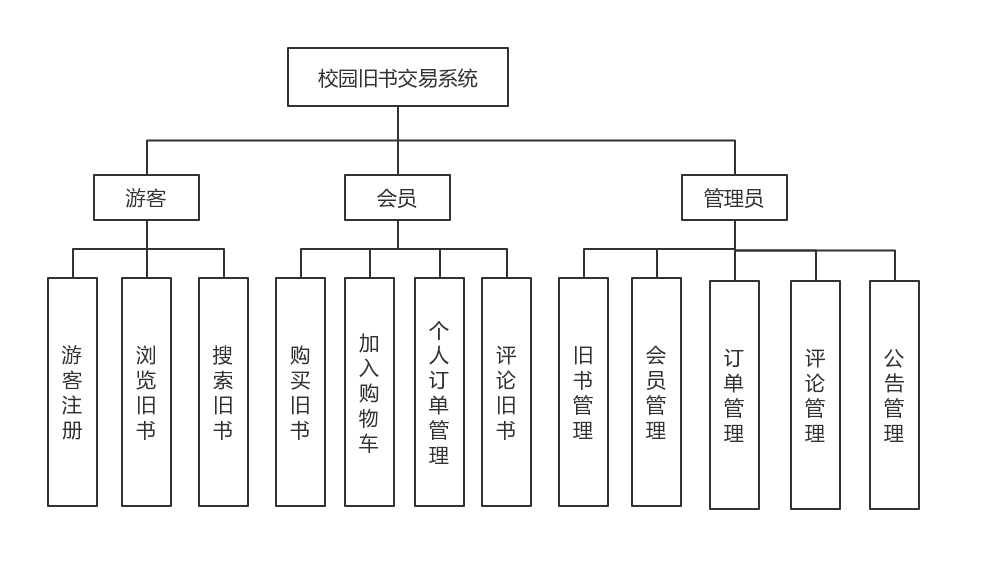 校园旧书交易系统
游客
会员
管理员
游客注册
浏览旧书
搜索旧书
购买旧书
加入购物车
个人订单管理
评论旧书
旧书管理
会员管理
订单管理
评论管理
公告管理